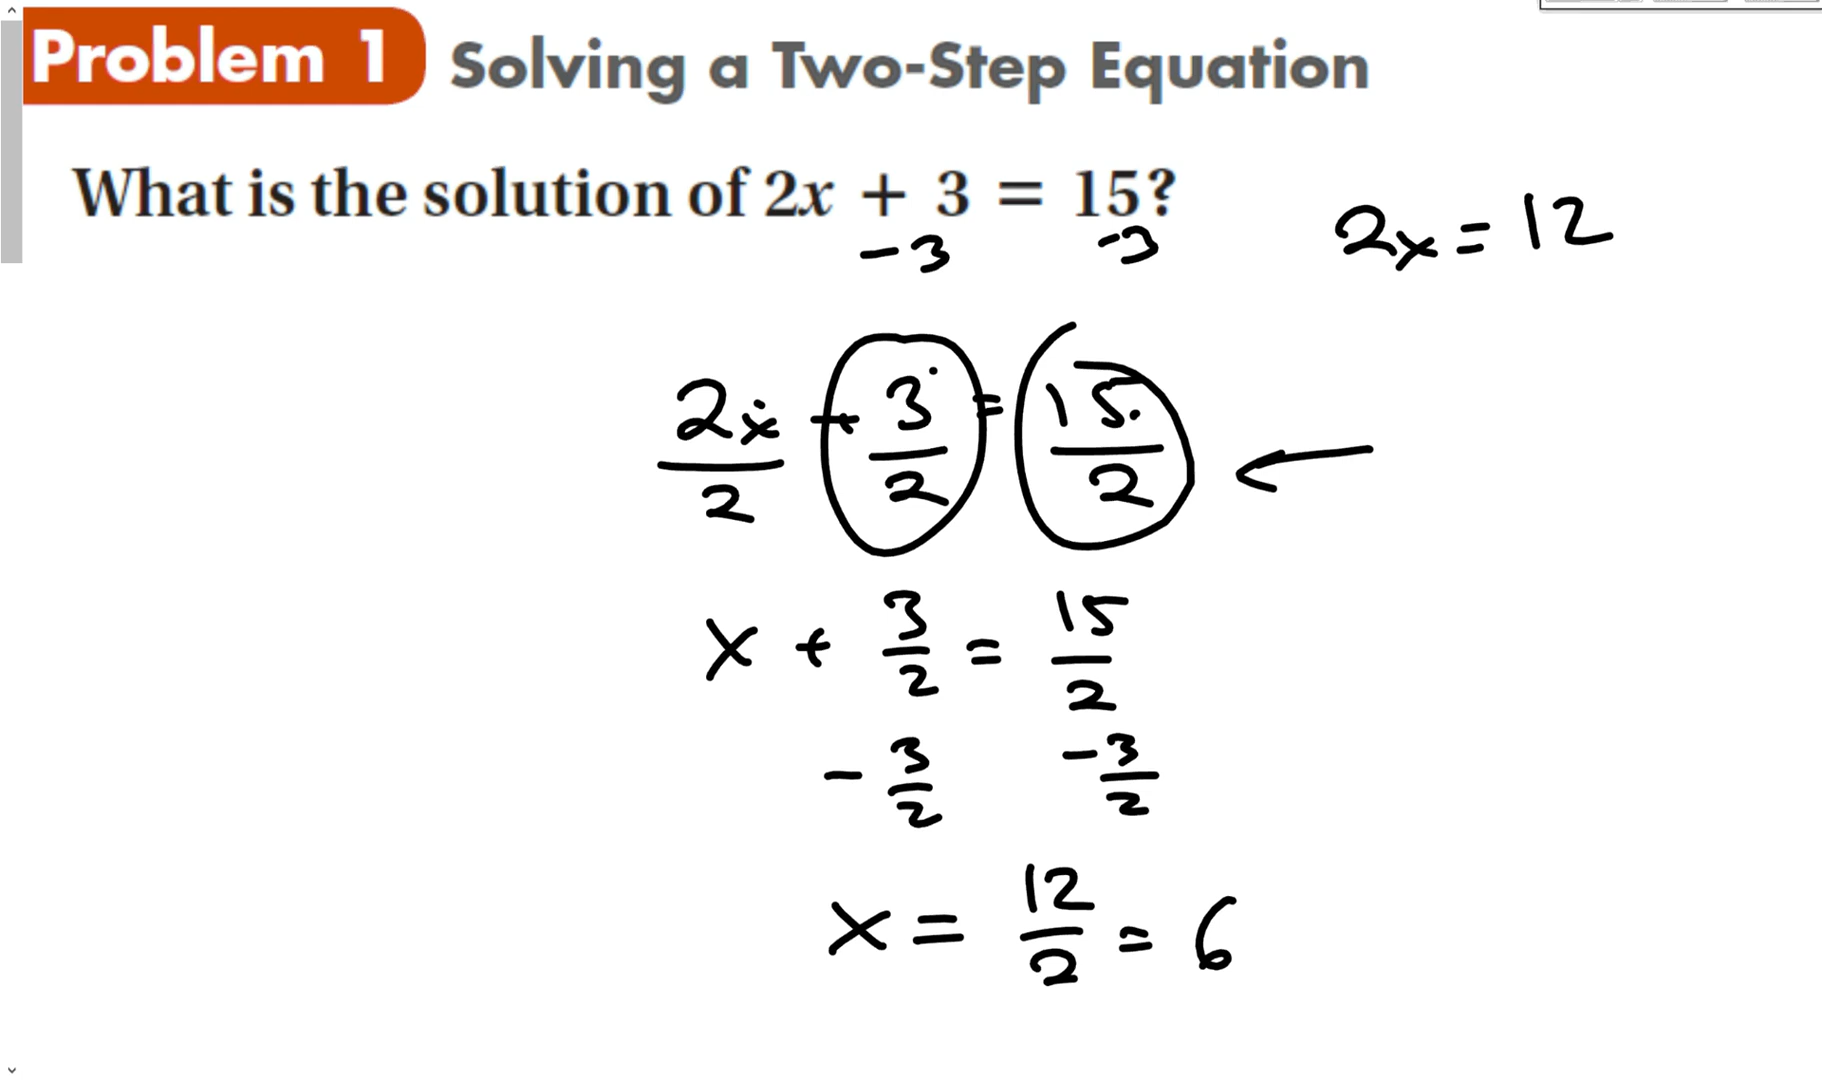 Problem 1 Solving a Two-Step Equation
What is the solution of 2x + 3 = 15?
-3 -3
2x = 12
2x/2 + 3/2 = 15/2
x + 3/2 = 15/2
- 3/2 - 3/2
x = 12/2 = 6